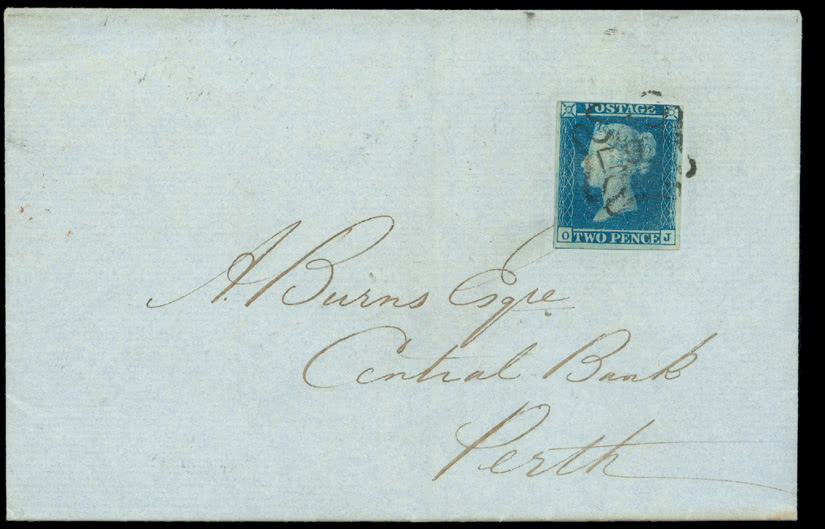 POSTAGE
O TWO PENCE J
A. Burns Esqre
Central Bank
Perth